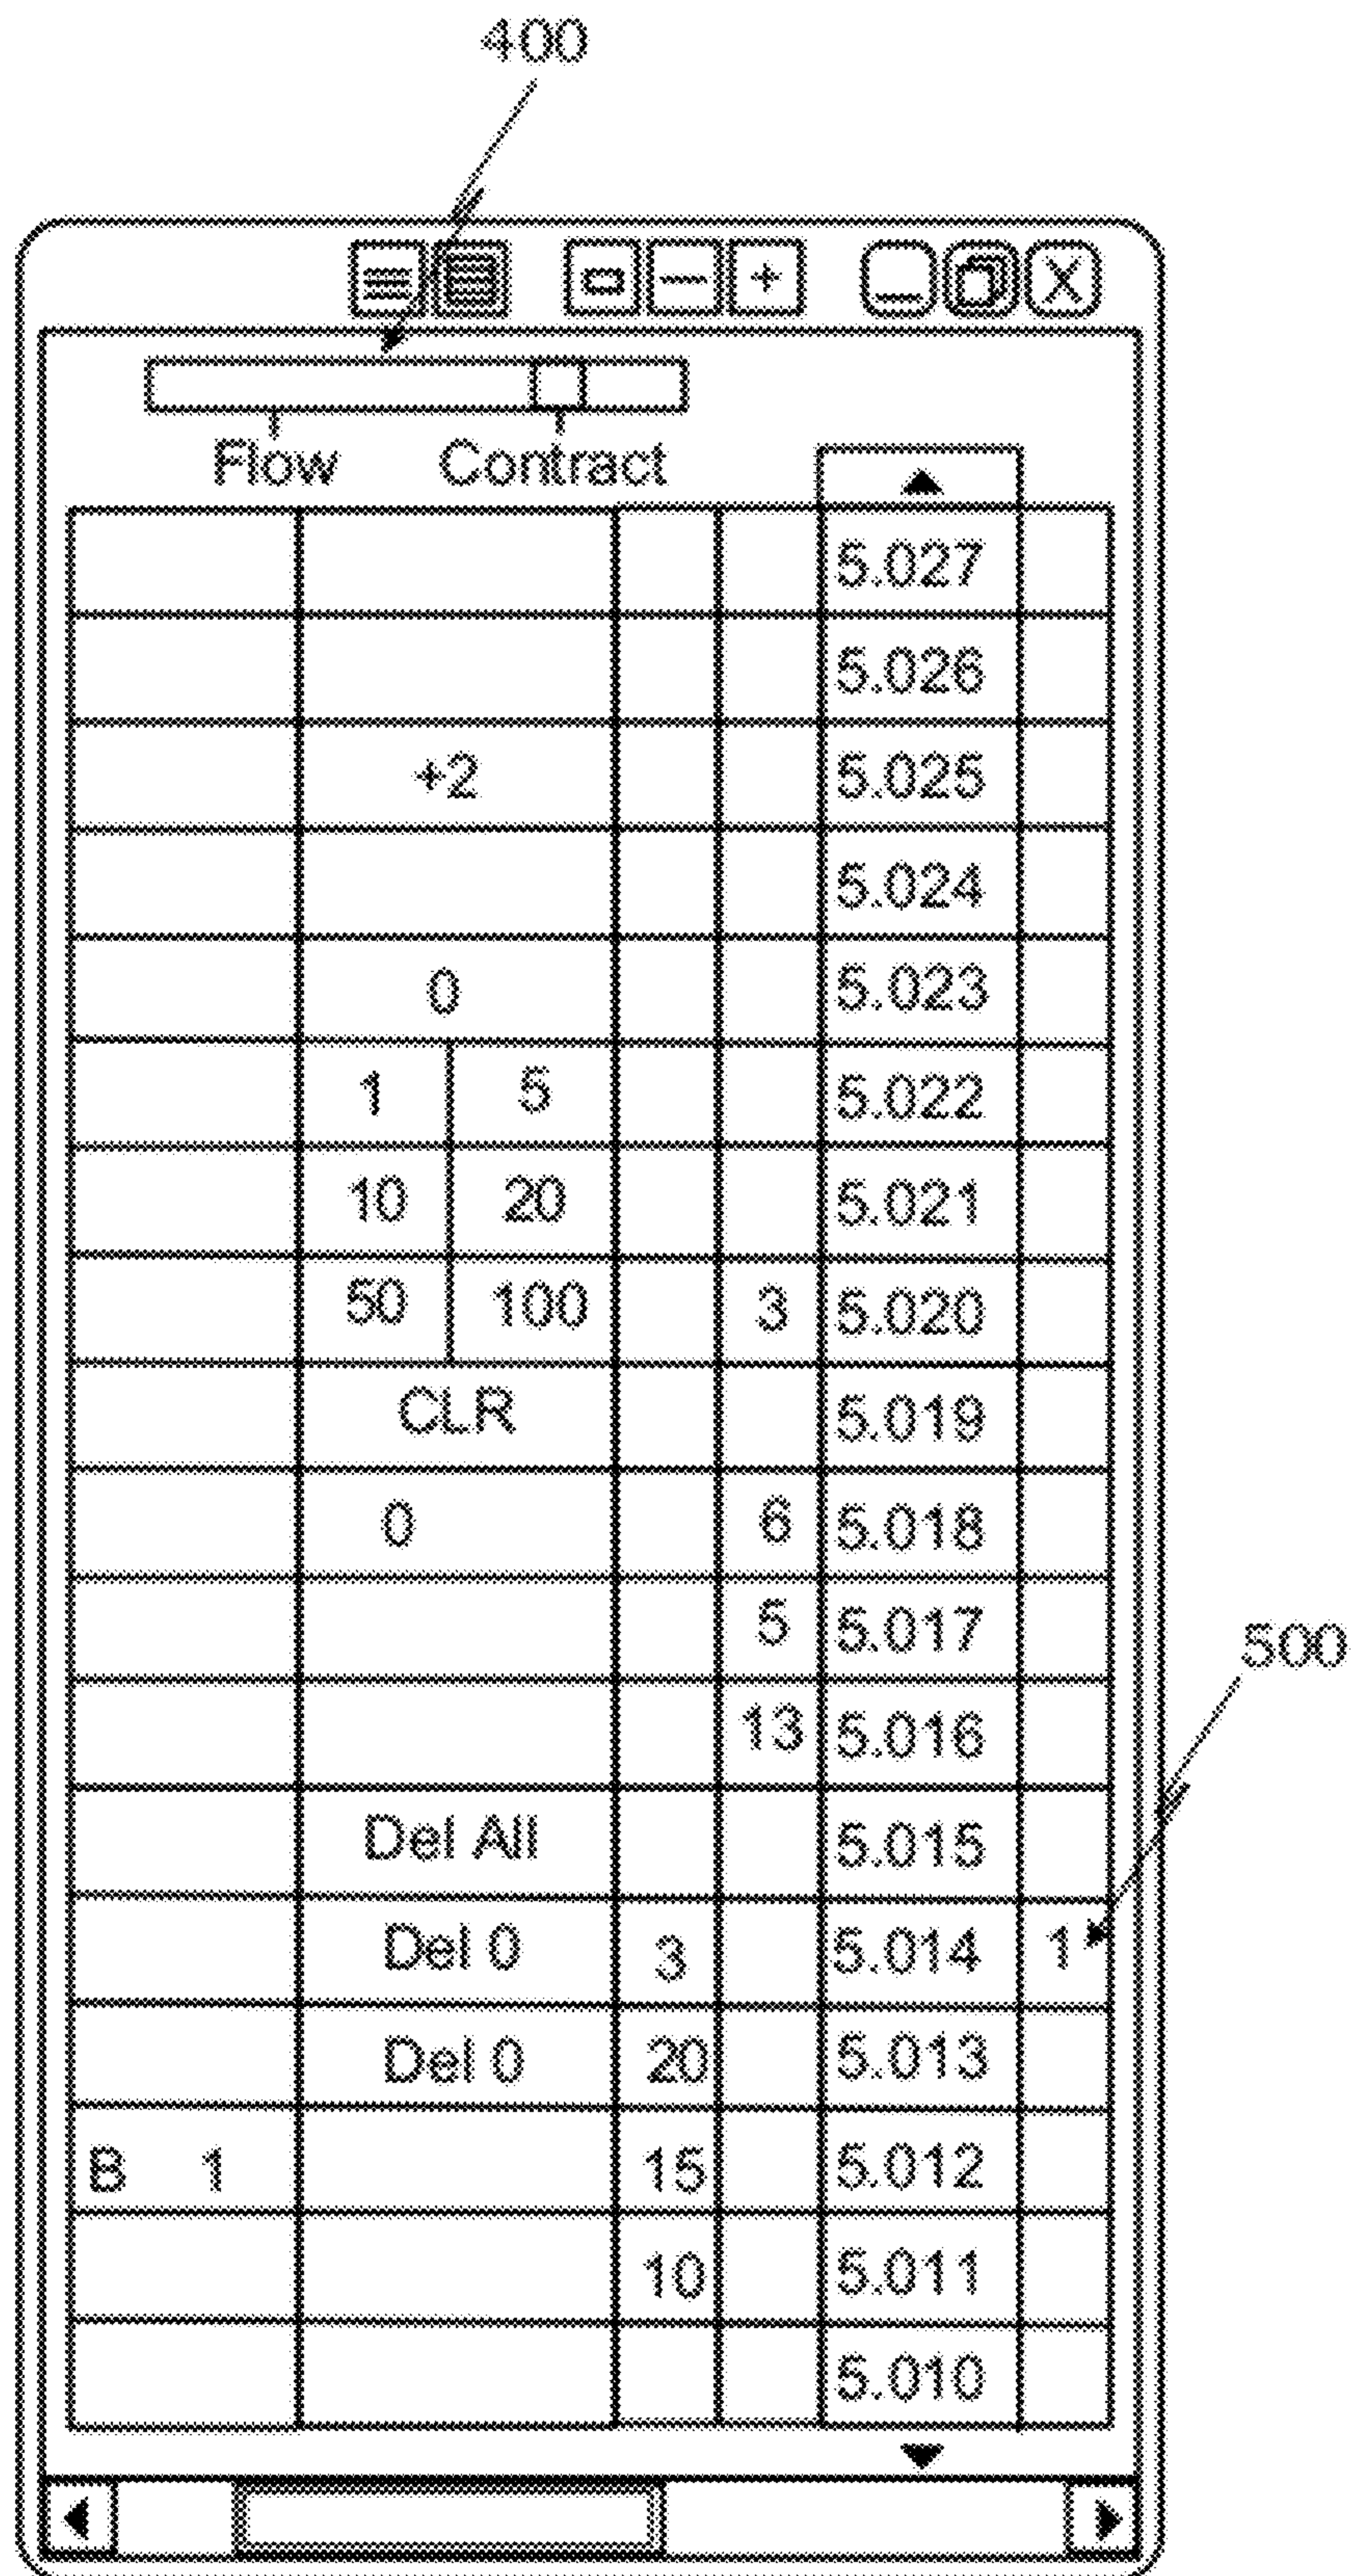 400
Flow Contract
5.027
5.026
+2 5.025
5.024
0 5.023
1 5 5.022
10 20 5.021
50 100 3 5.020
CLR 5.019
0 6 5.018
5 5.017
13 5.016
500
Del All 5.015
Del 0 3 5.014 1
Del 0 20 5.013
B 1 15 5.012
10 5.011
5.010